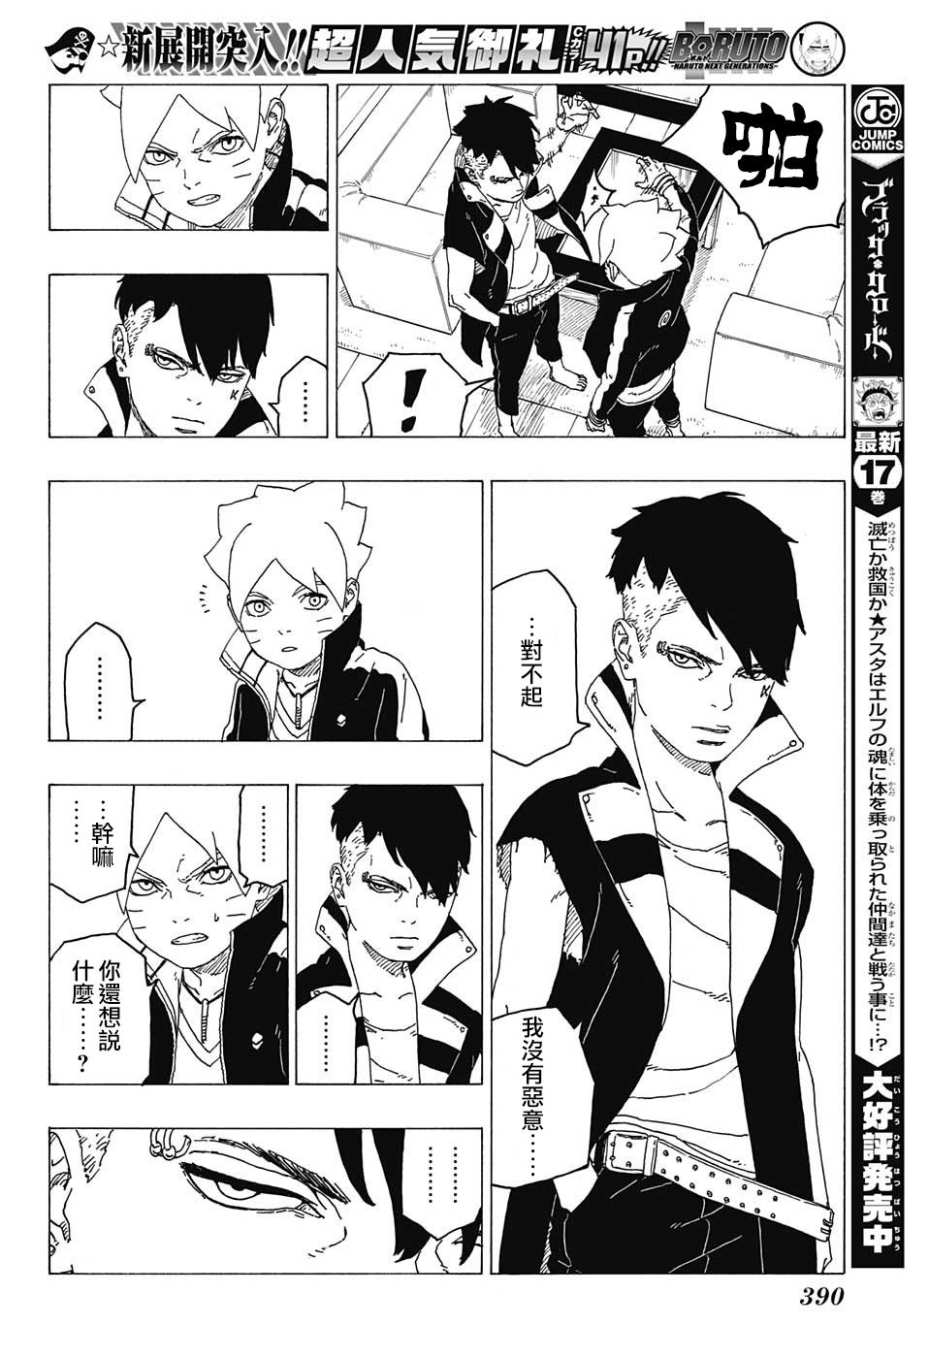 ☆新展開突入!!超人気御礼Cカラー41p!! BORUTO
-NARUTO NEXT GENERATIONS-
JUMP COMICS
ブラック・クローバー
最新17巻
滅亡か救国か★アスタはエルフの魂に体を乗っ取られた仲間達と戦う事に…!?
大好評発売中
啪
!
……
…對不起
我沒有惡意……
………
……
…幹嘛……
你還想說什麼……?
……
……
390